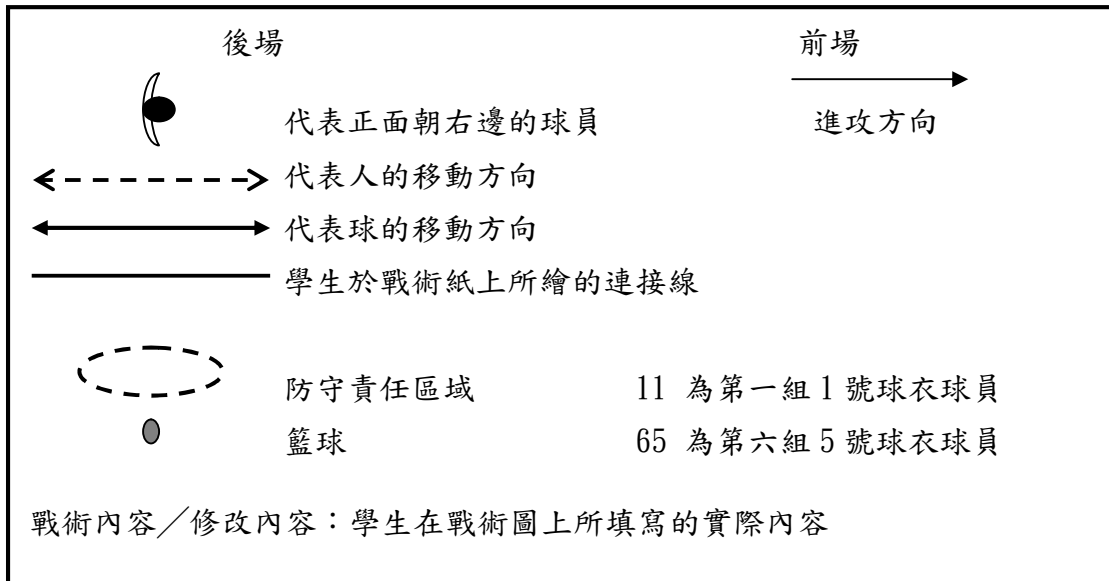 後場 前場
代表正面朝右邊的球員 進攻方向
代表人的移動方向
代表球的移動方向
學生於戰術紙上所繪的連接線
防守責任區域 11 為第一組 1 號球衣球員
籃球 65 為第六組 5 號球衣球員
戰術內容／修改內容：學生在戰術圖上所填寫的實際內容